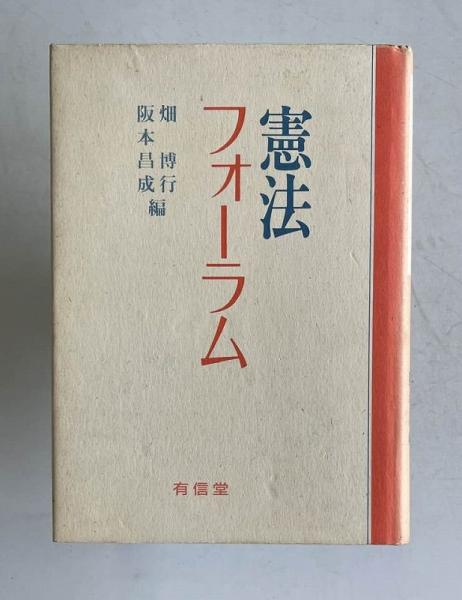 憲法
フォーラム
畑 博行
阪本昌成 編
有信堂